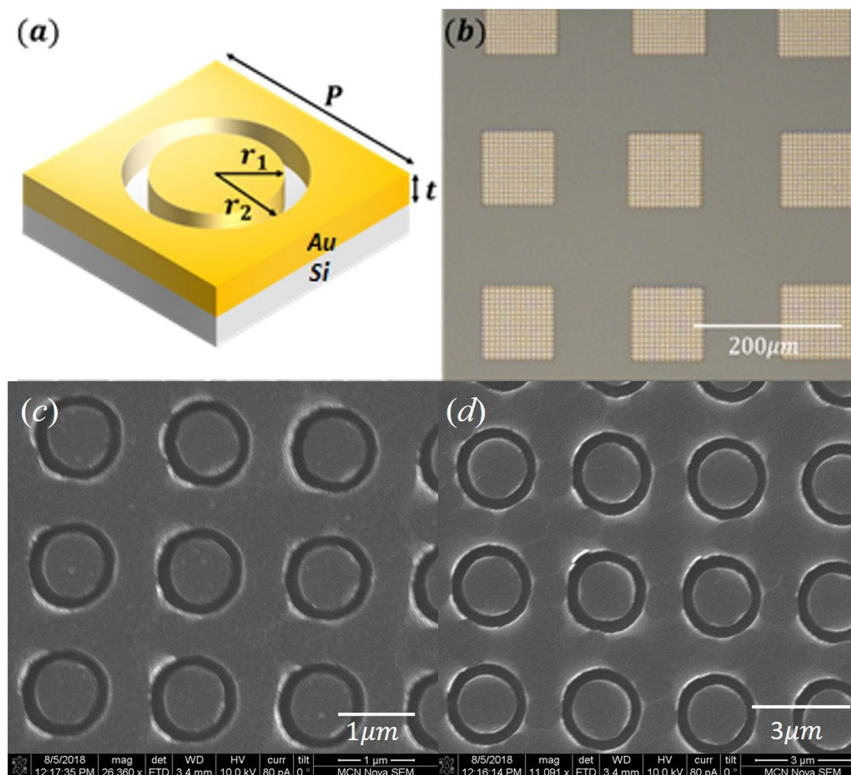 (a)
P
r1
r2
t
Au
Si
(b)
200μm
(c)
1μm
8/5/2018 mag det WD HV curr tilt 1 μm
12:17:35 PM 26 360 x ETD 3.4 mm 10.0 kV 80 pA 0° MCN Nova SEM
(d)
3μm
8/5/2018 mag det WD HV curr tilt 3 μm
12:16:14 PM 11 091 x ETD 3.4 mm 10.0 kV 80 pA 0° MCN Nova SEM